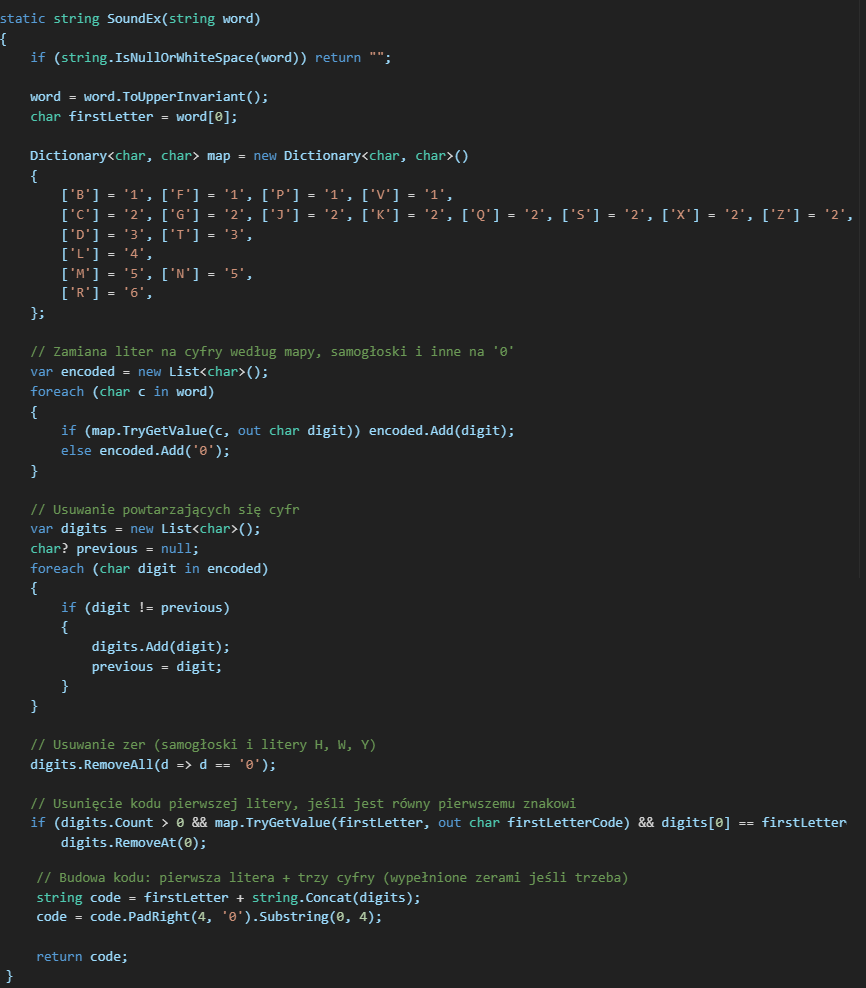 static string SoundEx(string word)
{
    if (string.IsNullOrWhiteSpace(word)) return "";

    word = word.ToUpperInvariant();
    char firstLetter = word[0];

    Dictionary<char, char> map = new Dictionary<char, char>()
    {
        ['B'] = '1', ['F'] = '1', ['P'] = '1', ['V'] = '1',
        ['C'] = '2', ['G'] = '2', ['J'] = '2', ['K'] = '2', ['Q'] = '2', ['S'] = '2', ['X'] = '2', ['Z'] = '2',
        ['D'] = '3', ['T'] = '3',
        ['L'] = '4',
        ['M'] = '5', ['N'] = '5',
        ['R'] = '6',
    };

    // Zamiana liter na cyfry według mapy, samogłoski i inne na '0'
    var encoded = new List<char>();
    foreach (char c in word)
    {
        if (map.TryGetValue(c, out char digit)) encoded.Add(digit);
        else encoded.Add('0');
    }

    // Usuwanie powtarzających się cyfr
    var digits = new List<char>();
    char? previous = null;
    foreach (char digit in encoded)
    {
        if (digit != previous)
        {
            digits.Add(digit);
            previous = digit;
        }
    }

    // Usuwanie zer (samogłoski i litery H, W, Y)
    digits.RemoveAll(d => d == '0');

    // Usunięcie kodu pierwszej litery, jeśli jest równy pierwszemu znakowi
    if (digits.Count > 0 && map.TryGetValue(firstLetter, out char firstLetterCode) && digits[0] == firstLetter
        digits.RemoveAt(0);

    // Budowa kodu: pierwsza litera + trzy cyfry (wypełnione zerami jeśli trzeba)
    string code = firstLetter + string.Concat(digits);
    code = code.PadRight(4, '0').Substring(0, 4);

    return code;
}